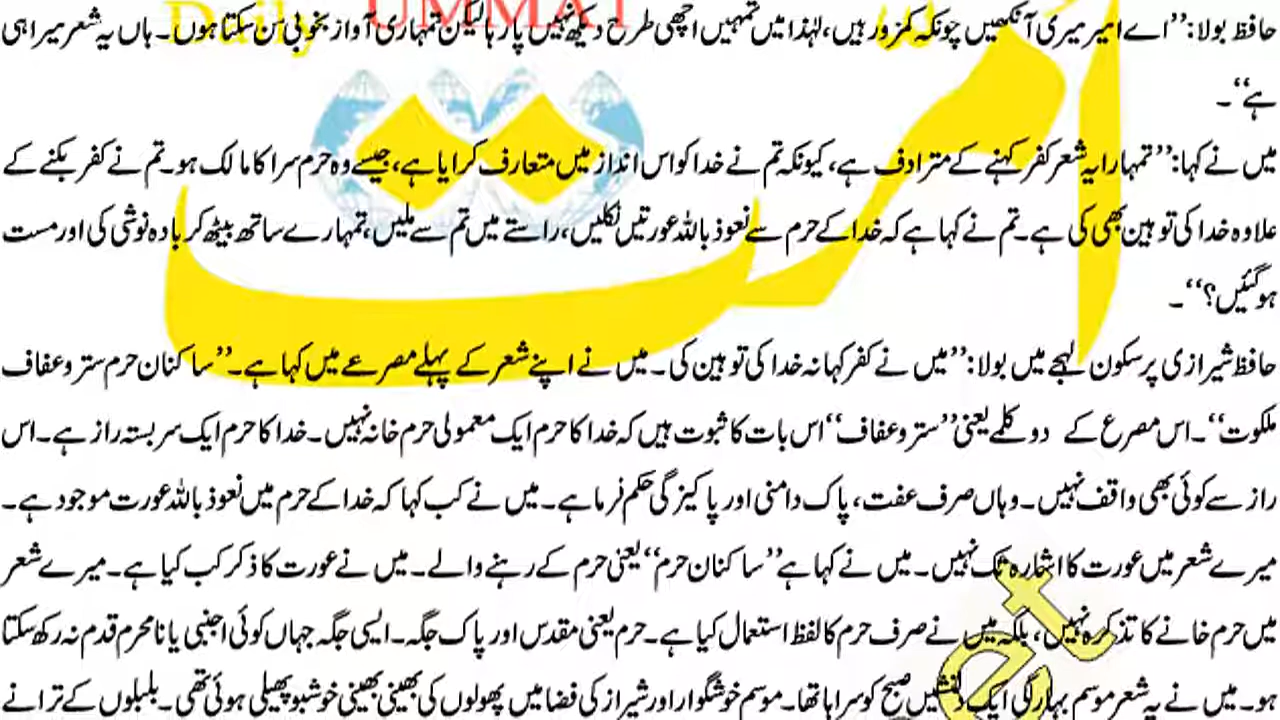 Daily UMMAT
امت
حافظ بولا: ’’اے امیر میری آنکھیں چونکہ کمزور ہیں، لہٰذا میں تمہیں اچھی طرح دیکھ نہیں پا رہا لیکن تمہاری آواز بخوبی سن سکتا ہوں۔ ہاں یہ شعر میرا ہی
ہے‘‘۔
میں نے کہا: ’’تمہارا یہ شعر کفر کہنے کے مترادف ہے، کیونکہ تم نے خدا کو اس انداز میں متعارف کرایا ہے، جیسے وہ حرم سرا کا مالک ہو۔ تم نے کفر بکنے کے
علاوہ خدا کی توہین بھی کی ہے۔ تم نے کہا ہے کہ خدا کے حرم سے نعوذ باللہ عورتیں نکلیں، راستے میں تم سے ملیں، تمہارے ساتھ بیٹھ کر بادہ نوشی کی اور مست
ہوگئیں؟‘‘۔
حافظ شیرازی پرسکون لہجے میں بولا: ’’میں نے کفر کہا نہ خدا کی توہین کی۔ میں نے اپنے شعر کے پہلے مصرعے میں کہا ہے۔ ’’ساکنان حرم ستر و عفاف
ملکوت‘‘۔ اس مصرع کے دو کلمے یعنی ’’ستر و عفاف‘‘ اس بات کا ثبوت ہیں کہ خدا کا حرم ایک معمولی حرم خانہ نہیں۔ خدا کا حرم ایک سربستہ راز ہے۔ اس
راز سے کوئی بھی واقف نہیں۔ وہاں صرف عفت، پاک دامنی اور پاکیزگی حکم فرما ہے۔ میں نے کب کہا کہ خدا کے حرم میں نعوذ باللہ عورت موجود ہے۔
میرے شعر میں عورت کا اشارہ تک نہیں۔ میں نے کہا ہے ’’ساکنان حرم‘‘ یعنی حرم کے رہنے والے۔ میں نے عورت کا ذکر کب کیا ہے۔ میرے شعر
میں حرم خانے کا تذکرہ نہیں، بلکہ میں نے صرف حرم کا لفظ استعمال کیا ہے۔ حرم یعنی مقدس اور پاک جگہ۔ ایسی جگہ جہاں کوئی اجنبی یا نامحرم قدم نہ رکھ سکتا
ہو۔ میں نے یہ شعر موسم بہار کی ایک دلنشیں صبح کو سراہا تھا۔ موسم خوشگوار اور شیراز کی فضا میں پھولوں کی بھینی بھینی خوشبو پھیلی ہوئی تھی۔ بلبلوں کے ترانے